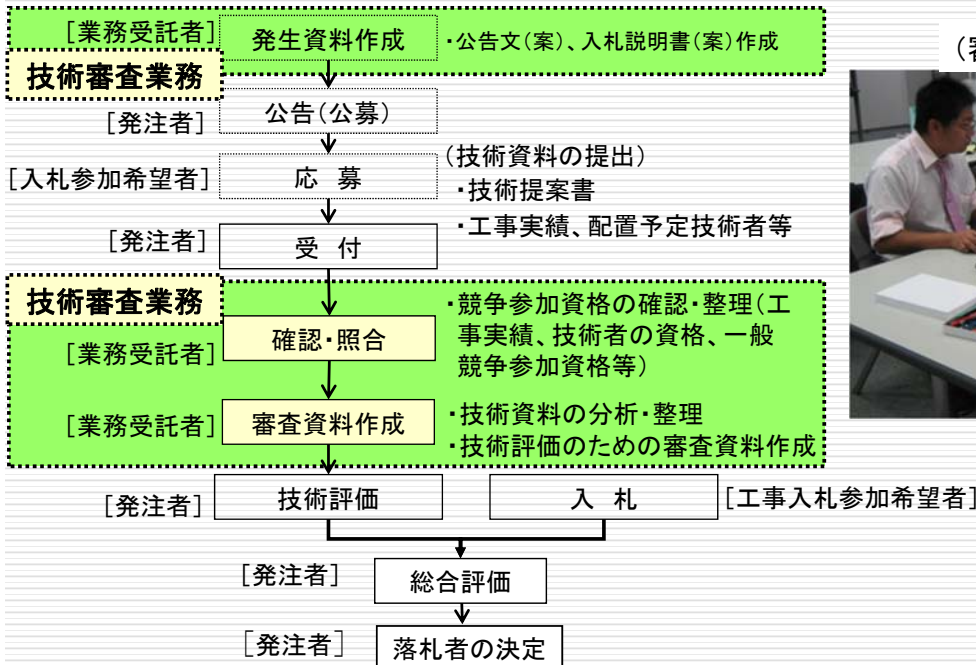 [業務受託者] 発生資料作成 ・公告文(案)、入札説明書(案)作成
技術審査業務
[発注者] 公告(公募)
[入札参加希望者] 応 募 (技術資料の提出)
・技術提案書
・工事実績、配置予定技術者等
[発注者] 受 付
技術審査業務
[業務受託者] 確認・照合 ・競争参加資格の確認・整理(工
事実績、技術者の資格、一般
競争参加資格等)
[業務受託者] 審査資料作成 ・技術資料の分析・整理
・技術評価のための審査資料作成
[発注者] 技術評価 入 札 [工事入札参加希望者]
[発注者] 総合評価
[発注者] 落札者の決定